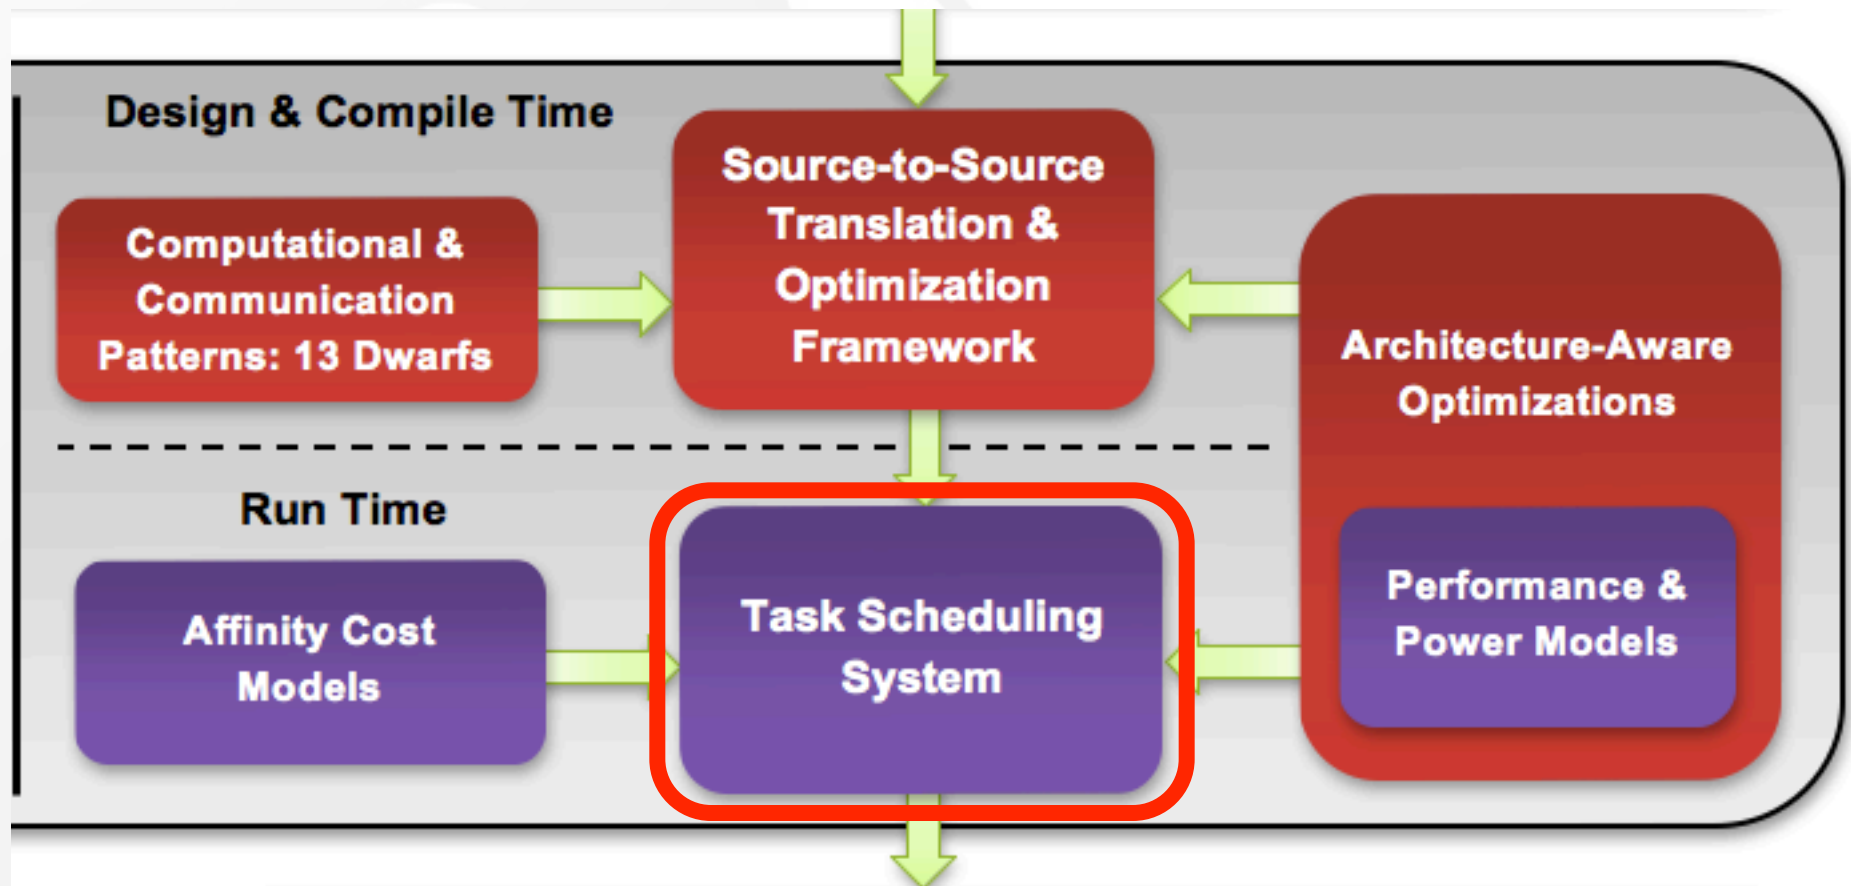 Design & Compile Time
Source-to-Source
Translation &
Optimization
Framework
Computational &
Communication
Patterns: 13 Dwarfs
Architecture-Aware
Optimizations
Run Time
Affinity Cost
Models
Task Scheduling
System
Performance &
Power Models